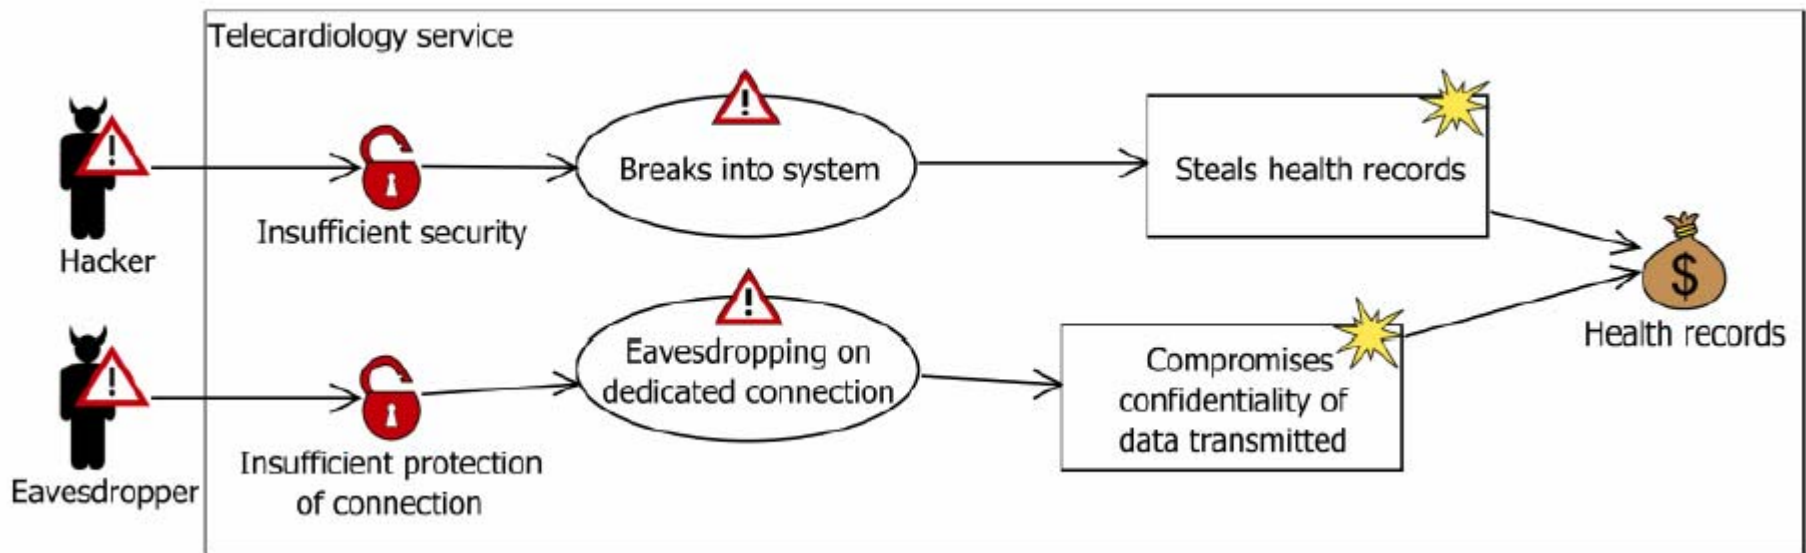 Telecardiology service
Breaks into system
Steals health records
Insufficient security
Hacker
$
Health records
Eavesdropping on
dedicated connection
Compromises
confidentiality of
data transmitted
Insufficient protection
of connection
Eavesdropper
!
!
!
!